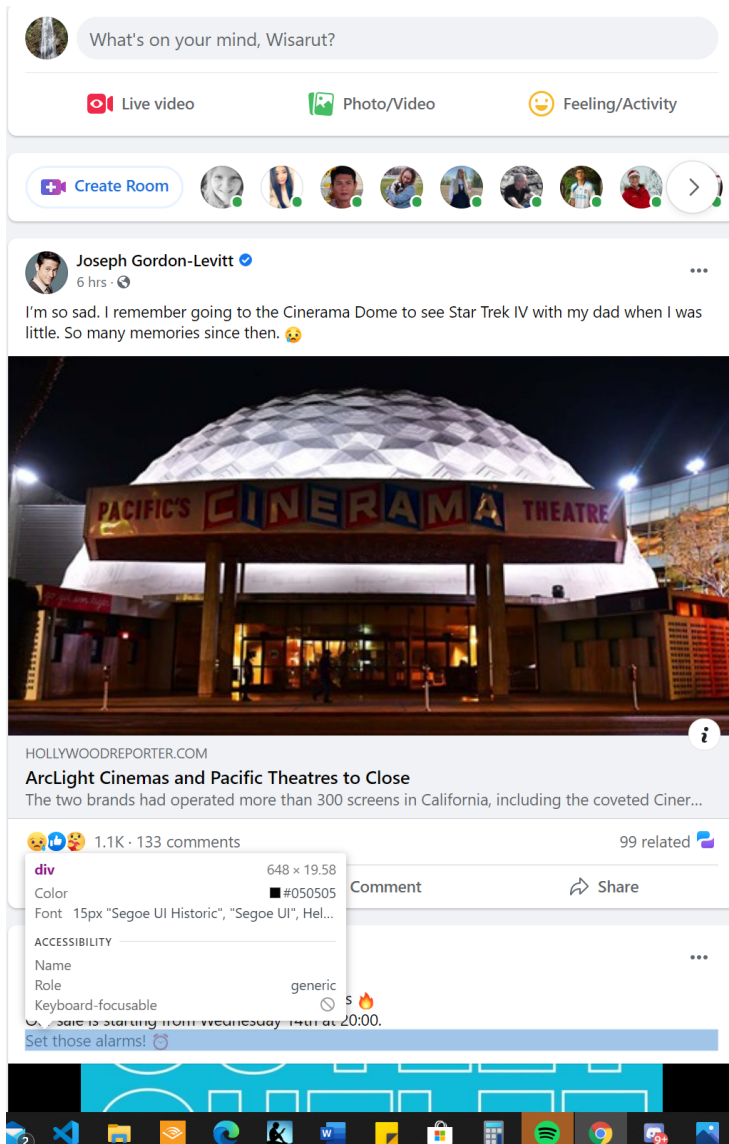 What's on your mind, Wisarut?
Live video
Photo/Video
Feeling/Activity
Create Room
Joseph Gordon-Levitt
6 hrs ·
I'm so sad. I remember going to the Cinerama Dome to see Star Trek IV with my dad when I was
little. So many memories since then. 😥
PACIFIC'S CINERAMA THEATRE
HOLLYWOODREPORTER.COM
ArcLight Cinemas and Pacific Theatres to Close
The two brands had operated more than 300 screens in California, including the coveted Ciner...
1.1K · 133 comments
99 related
Comment
Share
div 648 × 19.58
Color #050505
Font 15px "Segoe UI Historic", "Segoe UI", Hel...
ACCESSIBILITY
Name
Role generic
Keyboard-focusable
s 🔥
sale is starting from Wednesday 14th at 20:00.
Set those alarms! ⏰
OUTLET
2
9+